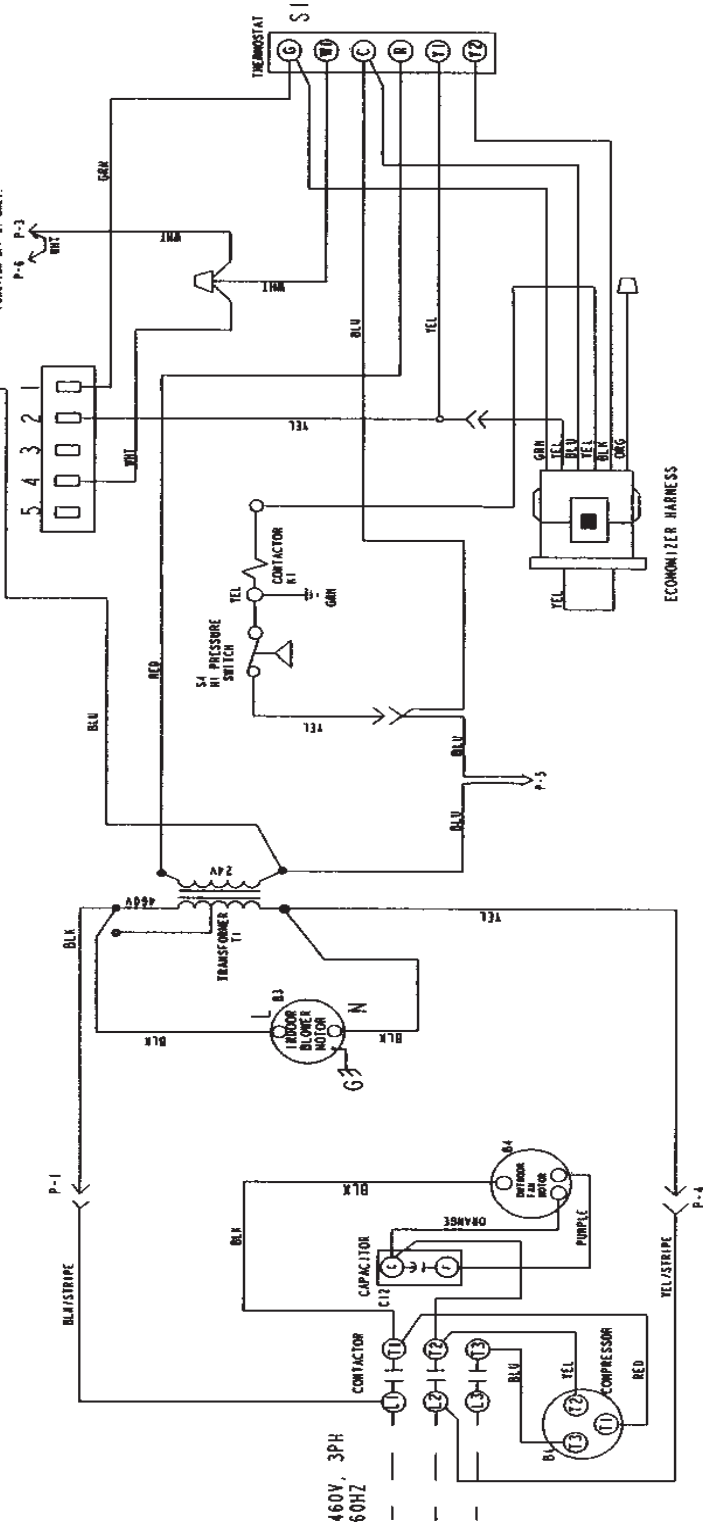 THERMOSTAT
S1
G
W1
C
R
Y1
Y2
GRN
P-6
P-3
WHT
WHT
WHT
BLU
YEL
5 4 3 2 1
WHT
YEL
GRN
YEL
BLU
YEL
BLK
ORG
YEL
ECONOMIZER HARNESS
CONTACTOR
K1
YEL
GRN
S4
HI PRESSURE
SWITCH
YEL
RED
BLU
BLU
BLU
P-5
24V
460V
TRANSFORMER
T1
BLK
YEL
BLK
L
B3
INDOOR
BLOWER
MOTOR
N
BLK
G
P-1
P-4
BLK/STRIPE
YEL/STRIPE
BLK
BLK
B4
OUTDOOR
FAN
MOTOR
ORANGE
PURPLE
CAPACITOR
C12
C
F
CONTACTOR
L1
T1
L2
T2
L3
T3
BLU
YEL
RED
COMPRESSOR
T2
T3
T1
460V, 3PH
60HZ